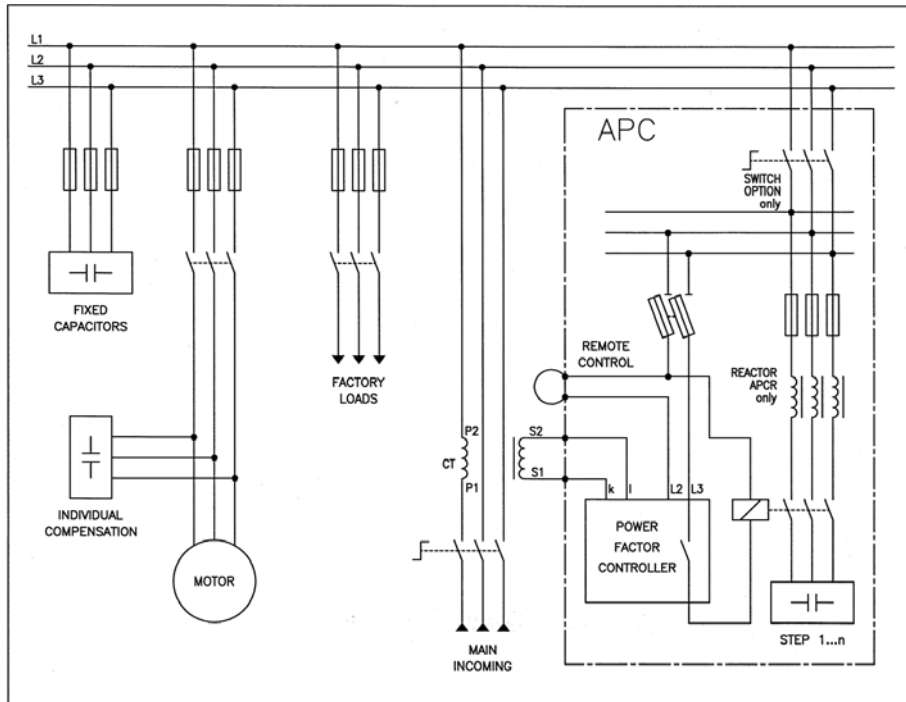 L1
L2
L3
APC
SWITCH
OPTION
only
FIXED
CAPACITORS
REMOTE
CONTROL
FACTORY
LOADS
REACTOR
APCR
only
P2
CT
P1
S2
S1
k
l
L2
L3
INDIVIDUAL
COMPENSATION
POWER
FACTOR
CONTROLLER
MOTOR
MAIN
INCOMING
STEP 1...n